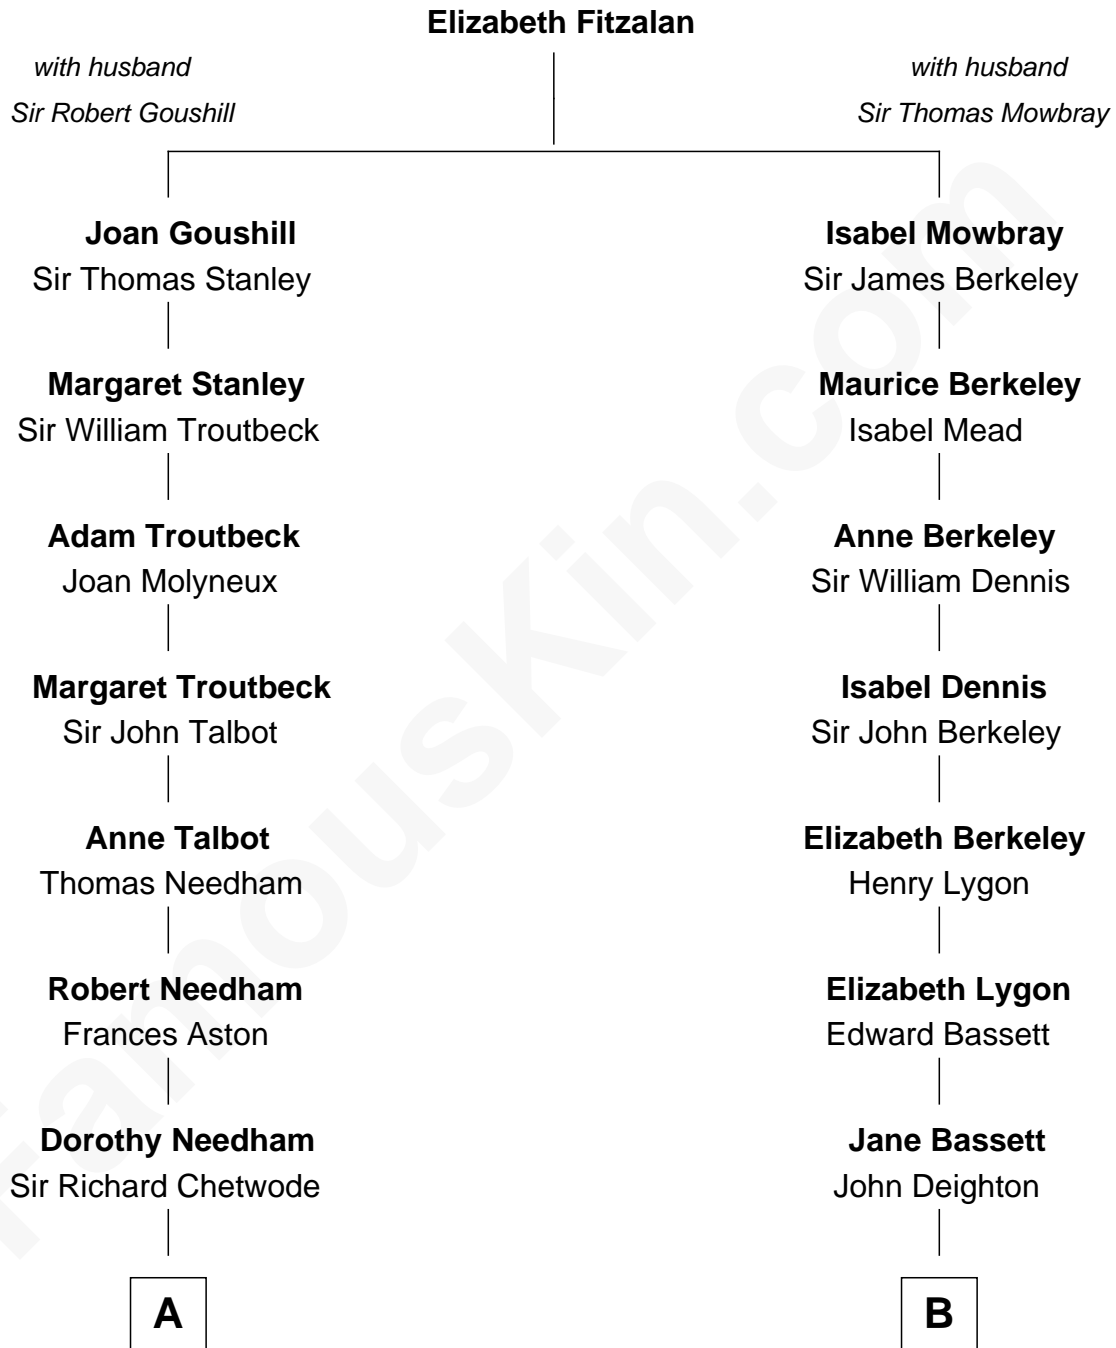 Elizabeth Fitzalan
with husband
Sir Robert Goushill
with husband
Sir Thomas Mowbray
Joan Goushill
Sir Thomas Stanley
Isabel Mowbray
Sir James Berkeley
Margaret Stanley
Sir William Troutbeck
Maurice Berkeley
Isabel Mead
Adam Troutbeck
Joan Molyneux
Anne Berkeley
Sir William Dennis
Margaret Troutbeck
Sir John Talbot
Isabel Dennis
Sir John Berkeley
Anne Talbot
Thomas Needham
Elizabeth Berkeley
Henry Lygon
Robert Needham
Frances Aston
Elizabeth Lygon
Edward Bassett
Dorothy Needham
Sir Richard Chetwode
Jane Bassett
John Deighton
A
B
FamousKin.com